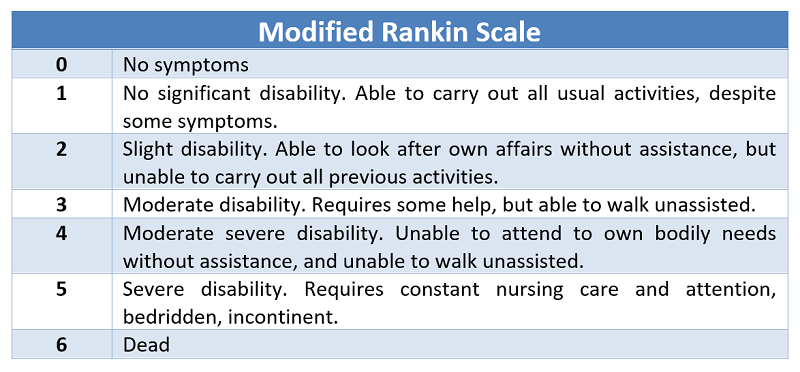 Modified Rankin Scale
0 No symptoms
1 No significant disability. Able to carry out all usual activities, despite
some symptoms.
2 Slight disability. Able to look after own affairs without assistance, but
unable to carry out all previous activities.
3 Moderate disability. Requires some help, but able to walk unassisted.
4 Moderate severe disability. Unable to attend to own bodily needs
without assistance, and unable to walk unassisted.
5 Severe disability. Requires constant nursing care and attention,
bedridden, incontinent.
6 Dead